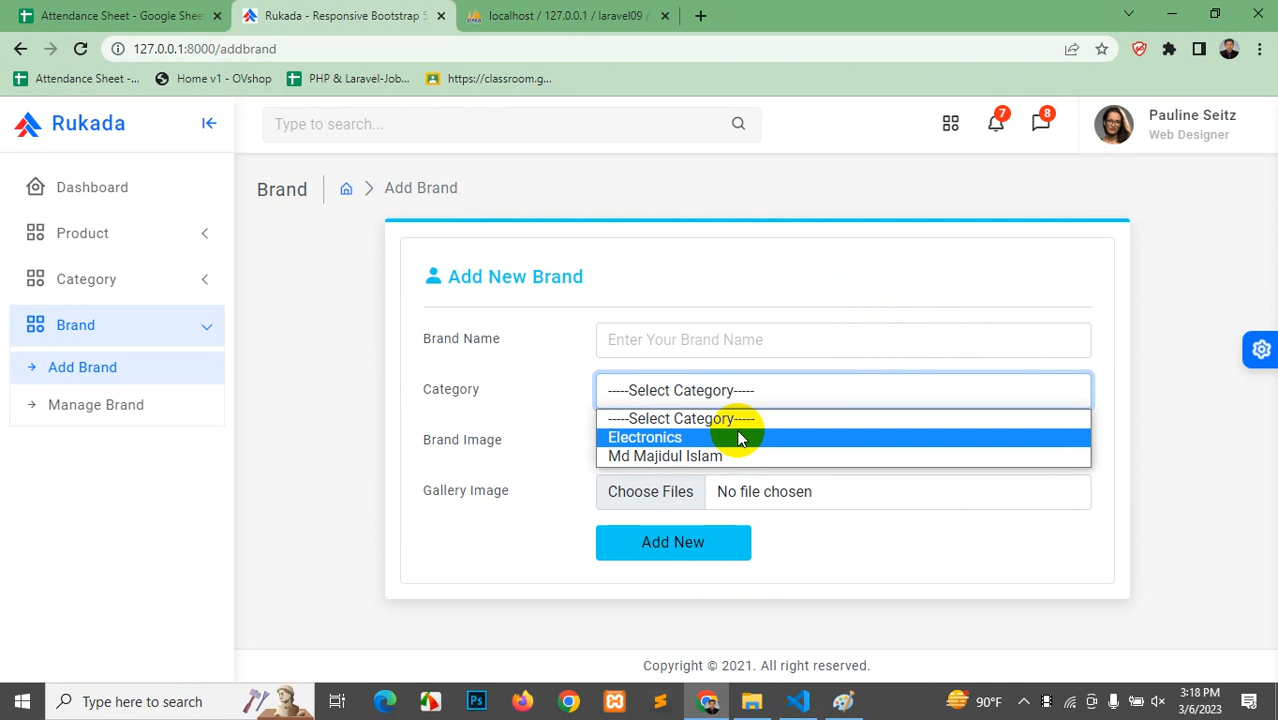 Attendance Sheet - Google Sheet
Rukada - Responsive Bootstrap 5
localhost / 127.0.0.1 / laravel09 /
127.0.0.1:8000/addbrand
Attendance Sheet -...
Home v1 - OVshop
PHP & Laravel-Job...
https://classroom.g...
Rukada
Type to search...
7
8
Pauline Seitz
Web Designer
Dashboard
Product
Category
Brand
Add Brand
Manage Brand
Brand
Add Brand
Add New Brand
Brand Name
Enter Your Brand Name
Category
-----Select Category-----
-----Select Category-----
Electronics
Md Majidul Islam
Brand Image
Gallery Image
Choose Files
No file chosen
Add New
Copyright © 2021. All right reserved.
Type here to search
Ps
90°F
3:18 PM
3/6/2023